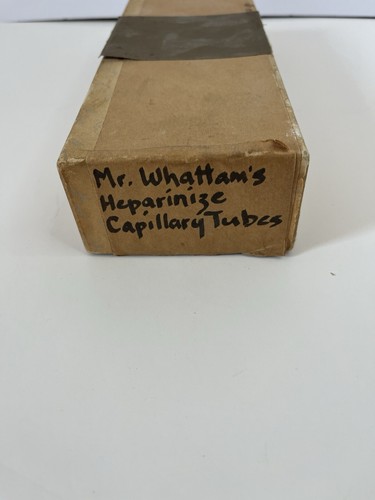 Mr. Whattam's
Heparinize
Capillary Tubes